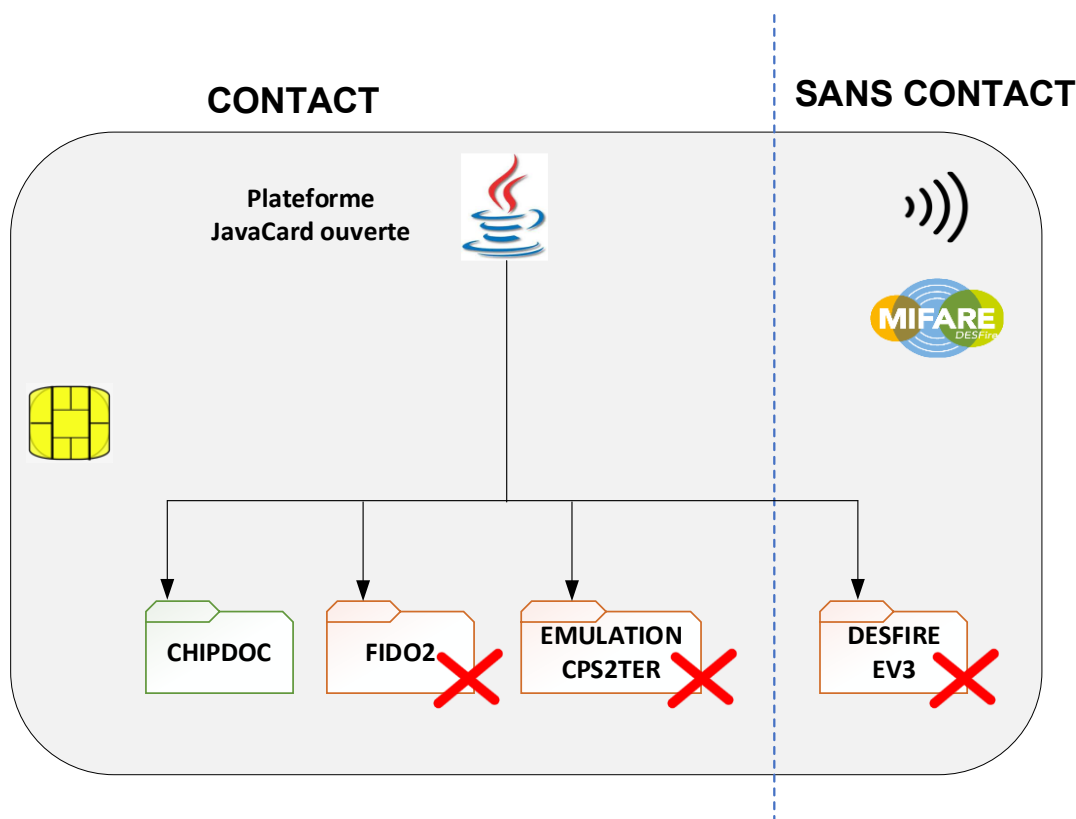 CONTACT
SANS CONTACT
Plateforme
JavaCard ouverte
MIFARE
DESFire
CHIPDOC
FIDO2
EMULATION
CPS2TER
DESFIRE
EV3